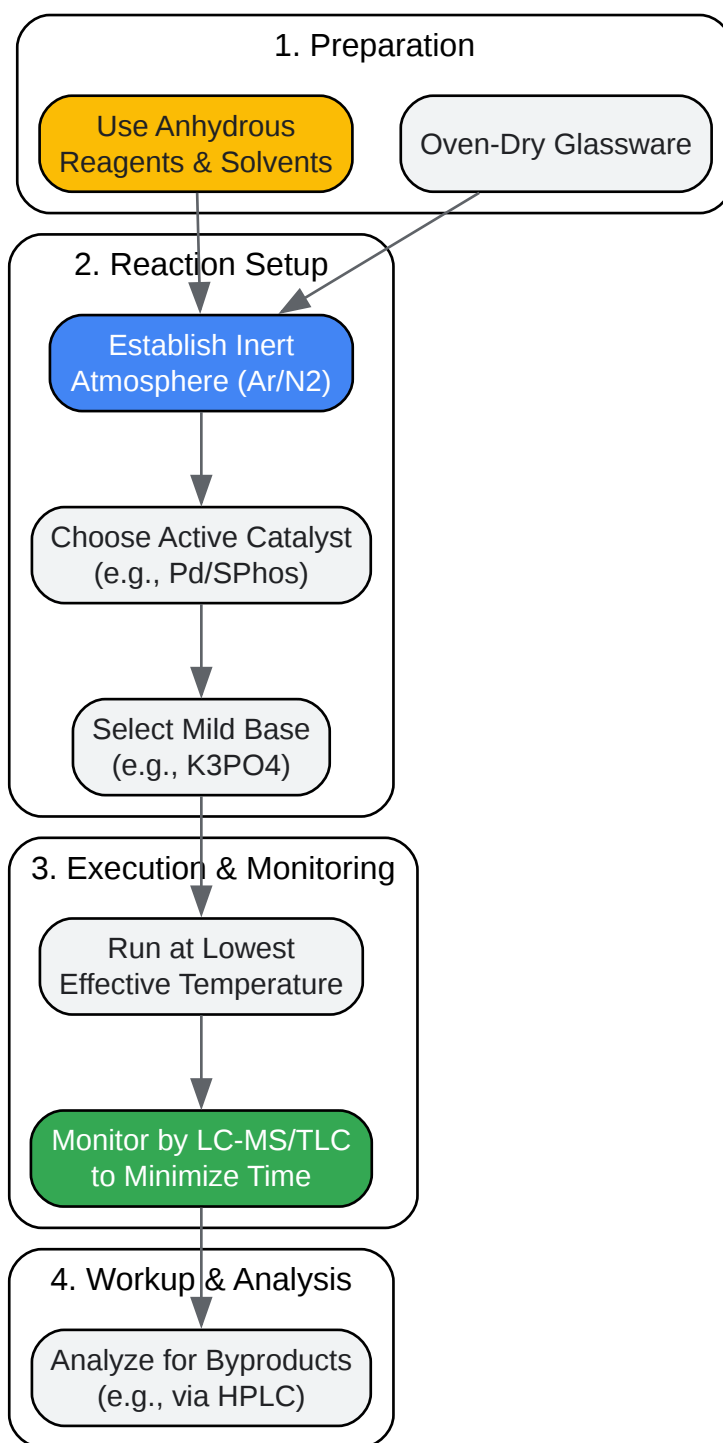 1. Preparation
Use Anhydrous
Reagents & Solvents
Oven-Dry Glassware
2. Reaction Setup
Establish Inert
Atmosphere (Ar/N2)
Choose Active Catalyst
(e.g., Pd/SPhos)
Select Mild Base
(e.g., K3PO4)
3. Execution & Monitoring
Run at Lowest
Effective Temperature
Monitor by LC-MS/TLC
to Minimize Time
4. Workup & Analysis
Analyze for Byproducts
(e.g., via HPLC)